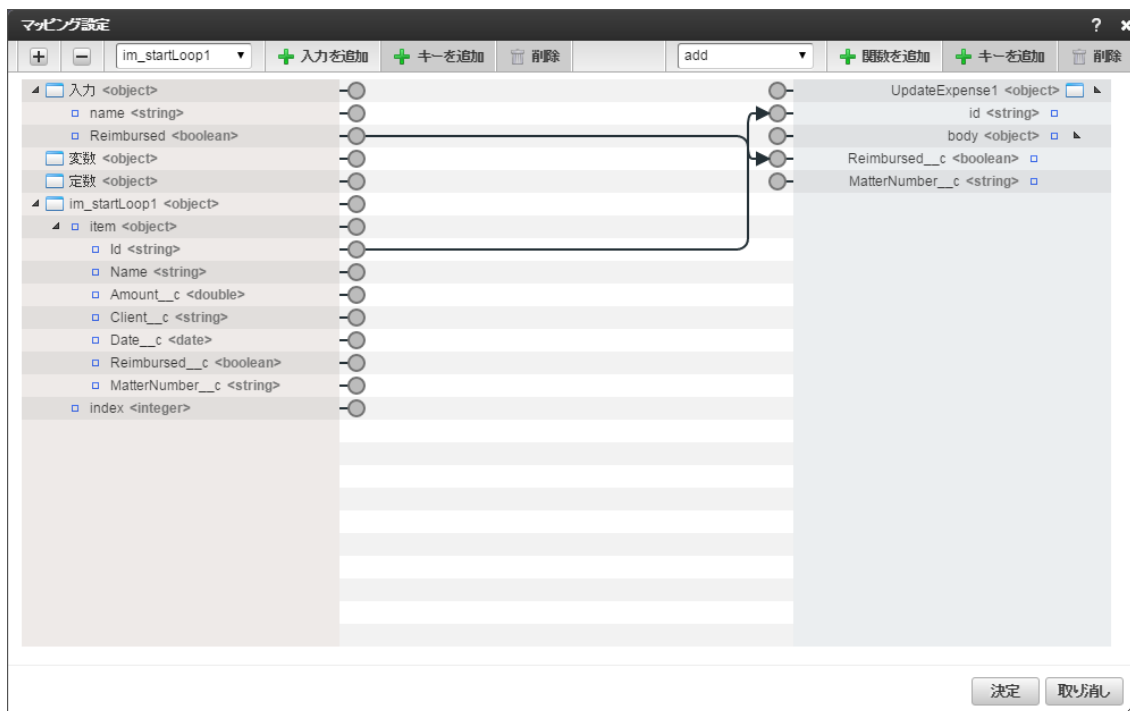 マッピング設定 ? ×
+ − im_startLoop1 ▼ 入力を追加 キーを追加 削除 add ▼ 関数を追加 キーを追加 削除
入力 <object> UpdateExpense1 <object>
name <string> id <string>
Reimbursed <boolean> body <object>
変数 <object> Reimbursed__c <boolean>
定数 <object> MatterNumber__c <string>
im_startLoop1 <object>
item <object>
Id <string>
Name <string>
Amount__c <double>
Client__c <string>
Date__c <date>
Reimbursed__c <boolean>
MatterNumber__c <string>
index <integer>
決定 取り消し